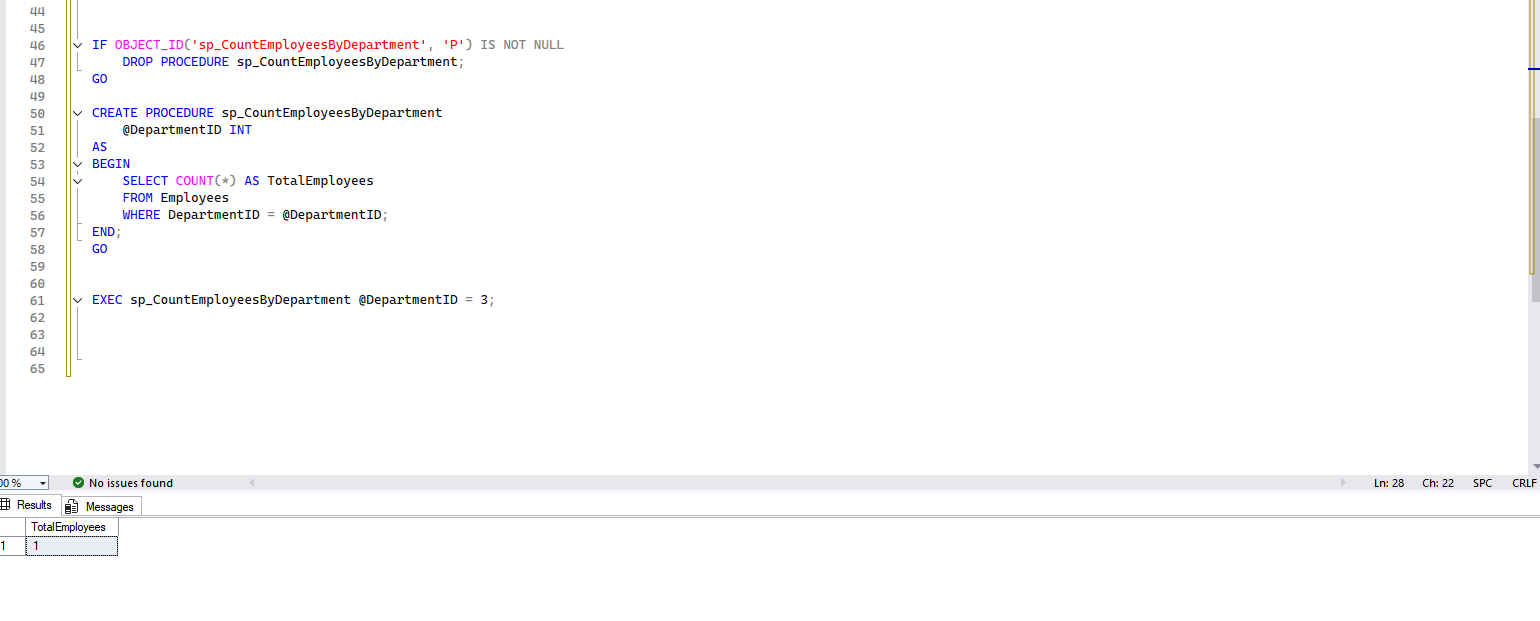 44
45
46 IF OBJECT_ID('sp_CountEmployeesByDepartment', 'P') IS NOT NULL
47 DROP PROCEDURE sp_CountEmployeesByDepartment;
48 GO
49
50 CREATE PROCEDURE sp_CountEmployeesByDepartment
51 @DepartmentID INT
52 AS
53 BEGIN
54 SELECT COUNT(*) AS TotalEmployees
55 FROM Employees
56 WHERE DepartmentID = @DepartmentID;
57 END;
58 GO
59
60
61 EXEC sp_CountEmployeesByDepartment @DepartmentID = 3;
62
63
64
65
00 % No issues found Ln: 28 Ch: 22 SPC CRLF
Results Messages
TotalEmployees
1 1